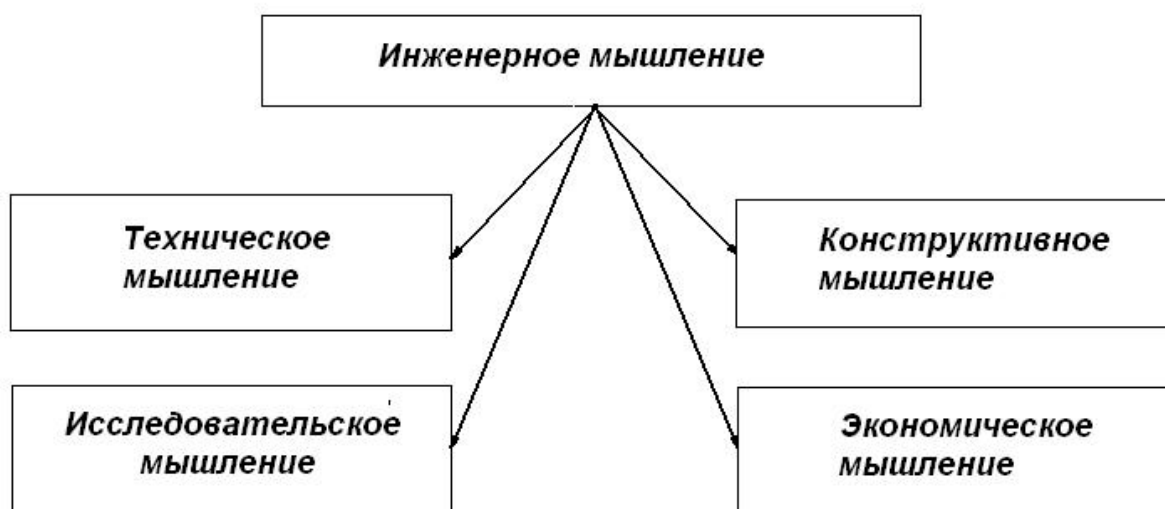 Инженерное мышление
Техническое
мышление
Конструктивное
мышление
Исследовательское
мышление
Экономическое
мышление